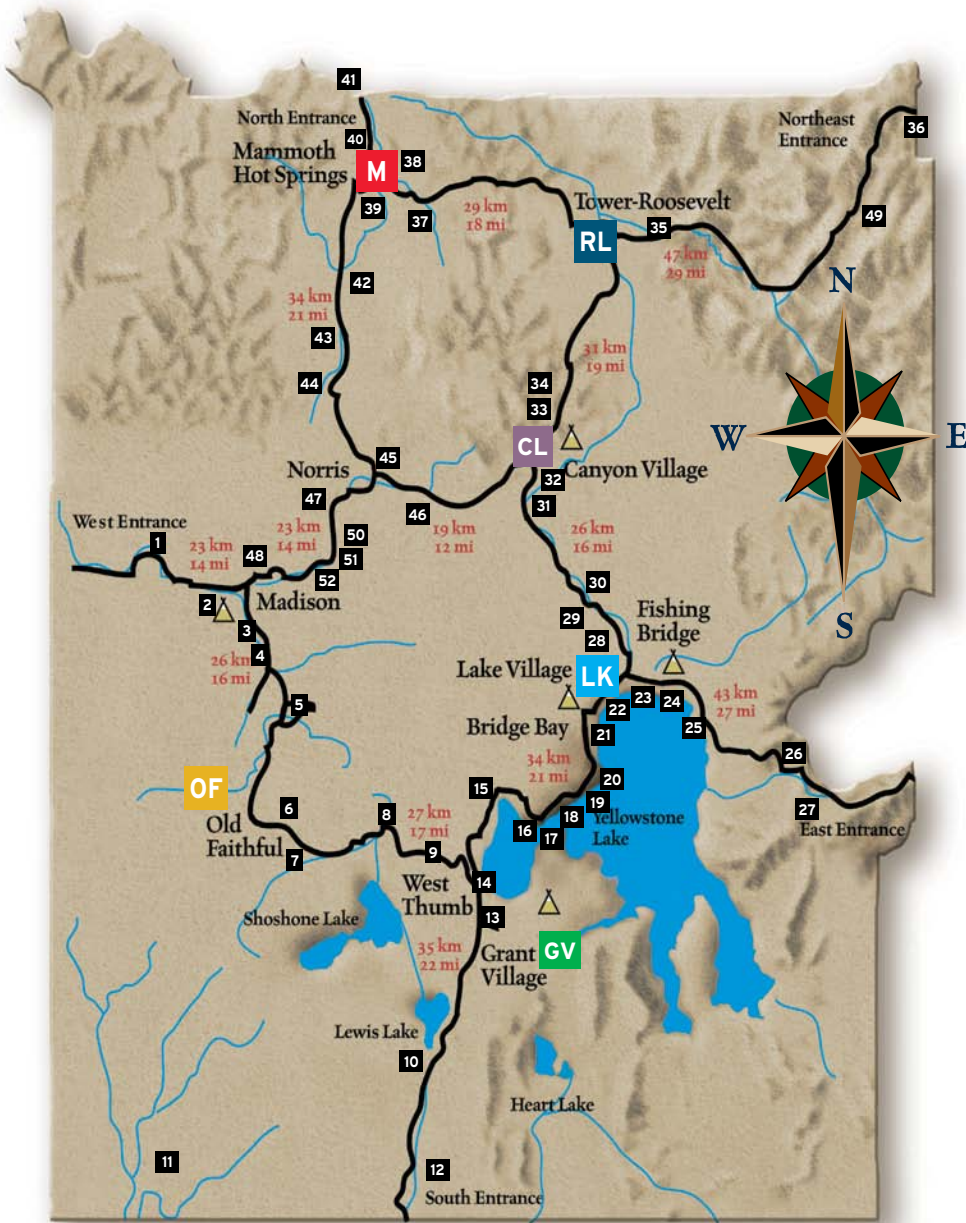 41
North Entrance
40
Mammoth
Hot Springs
M
38
39
37
29 km
18 mi
Tower-Roosevelt
RL
35
47 km
29 mi
Northeast
Entrance
36
49
N
W
E
S
42
34 km
21 mi
43
44
31 km
19 mi
34
33
CL
Canyon Village
32
31
Norris
45
47
46
19 km
12 mi
26 km
16 mi
West Entrance
1
23 km
14 mi
48
23 km
14 mi
50
51
52
2
Madison
3
4
26 km
16 mi
5
30
29
28
Fishing
Bridge
Lake Village
LK
23
24
22
25
43 km
27 mi
Bridge Bay
21
26
27
East Entrance
OF
Old
Faithful
6
7
8
27 km
17 mi
9
34 km
21 mi
15
20
19
18
16
17
Yellowstone
Lake
West
Thumb
14
13
Shoshone Lake
35 km
22 mi
Grant
Village
GV
Lewis Lake
10
Heart Lake
11
12
South Entrance